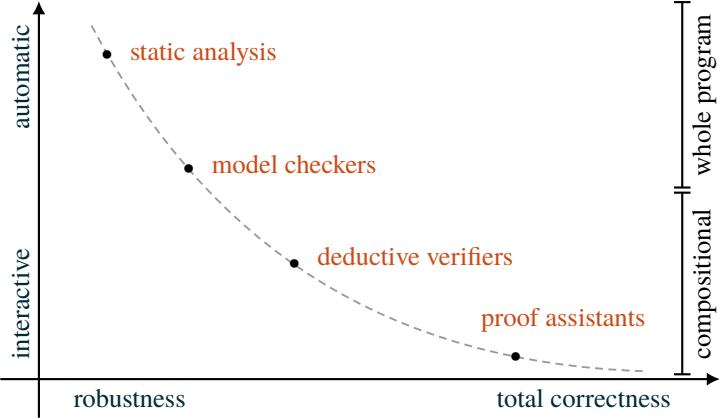 automatic
static analysis
whole program
model checkers
deductive verifiers
interactive
compositional
proof assistants
robustness
total correctness